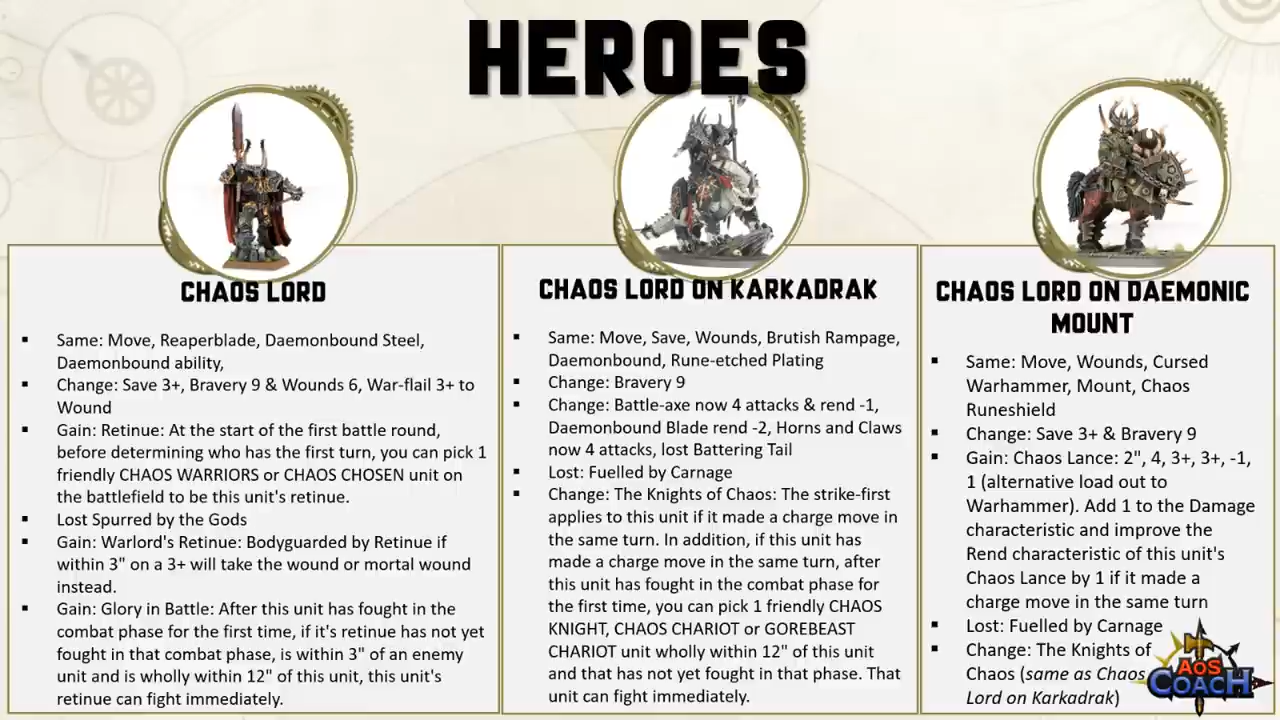 HEROES
CHAOS LORD
▪ Same: Move, Reaperblade, Daemonbound Steel,
Daemonbound ability,
▪ Change: Save 3+, Bravery 9 & Wounds 6, War-flail 3+ to
Wound
▪ Gain: Retinue: At the start of the first battle round,
before determining who has the first turn, you can pick 1
friendly CHAOS WARRIORS or CHAOS CHOSEN unit on
the battlefield to be this unit's retinue.
▪ Lost Spurred by the Gods
▪ Gain: Warlord's Retinue: Bodyguarded by Retinue if
within 3" on a 3+ will take the wound or mortal wound
instead.
▪ Gain: Glory in Battle: After this unit has fought in the
combat phase for the first time, if it's retinue has not yet
fought in that combat phase, is within 3" of an enemy
unit and is wholly within 12" of this unit, this unit's
retinue can fight immediately.
CHAOS LORD ON KARKADRAK
▪ Same: Move, Save, Wounds, Brutish Rampage,
Daemonbound, Rune-etched Plating
▪ Change: Bravery 9
▪ Change: Battle-axe now 4 attacks & rend -1,
Daemonbound Blade rend -2, Horns and Claws
now 4 attacks, lost Battering Tail
▪ Lost: Fuelled by Carnage
▪ Change: The Knights of Chaos: The strike-first
applies to this unit if it made a charge move in
the same turn. In addition, if this unit has
made a charge move in the same turn, after
this unit has fought in the combat phase for
the first time, you can pick 1 friendly CHAOS
KNIGHT, CHAOS CHARIOT or GOREBEAST
CHARIOT unit wholly within 12" of this unit
and that has not yet fought in that phase. That
unit can fight immediately.
CHAOS LORD ON DAEMONIC
MOUNT
▪ Same: Move, Wounds, Cursed
Warhammer, Mount, Chaos
Runeshield
▪ Change: Save 3+ & Bravery 9
▪ Gain: Chaos Lance: 2", 4, 3+, 3+, -1,
1 (alternative load out to
Warhammer). Add 1 to the Damage
characteristic and improve the
Rend characteristic of this unit's
Chaos Lance by 1 if it made a
charge move in the same turn
▪ Lost: Fuelled by Carnage
▪ Change: The Knights of
Chaos (same as Chaos
Lord on Karkadrak)
AoS
COACH